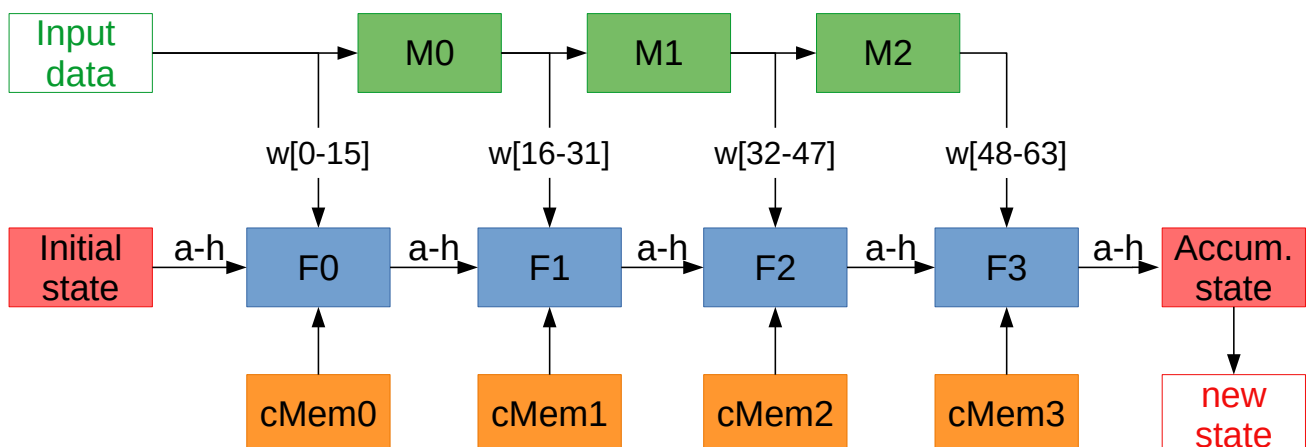 Input
data
M0
M1
M2
w[0-15]
w[16-31]
w[32-47]
w[48-63]
Initial
state
a-h
F0
a-h
F1
a-h
F2
a-h
F3
a-h
Accum.
state
cMem0
cMem1
cMem2
cMem3
new
state